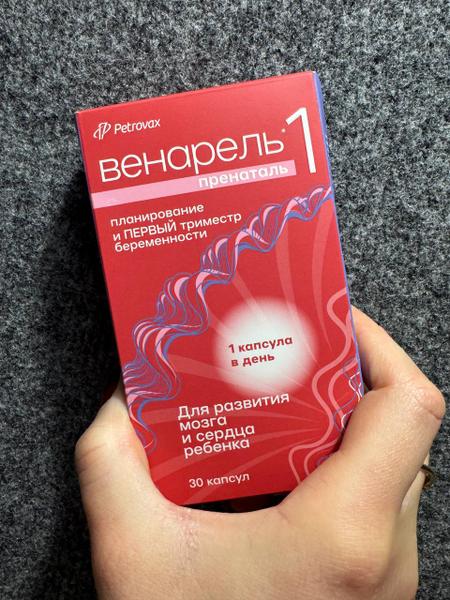 Petrovax
венарель 1
пренаталь
планирование
и ПЕРВЫЙ триместр
беременности
1 капсула
в день
Для развития
мозга
и сердца
ребенка
30 капсул